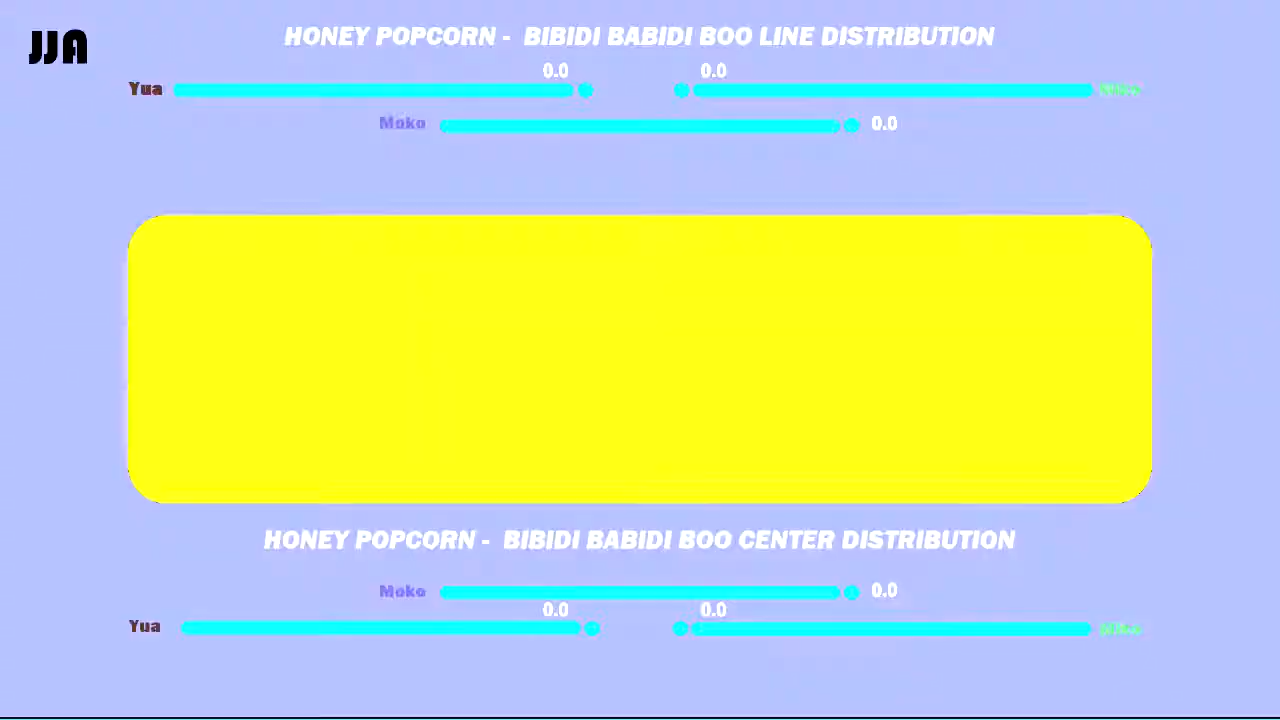 JJA
HONEY POPCORN - BIBIDI BABIDI BOO LINE DISTRIBUTION
0.0 0.0
Yua
Moko 0.0
HONEY POPCORN - BIBIDI BABIDI BOO CENTER DISTRIBUTION
Moko 0.0
0.0 0.0
Yua